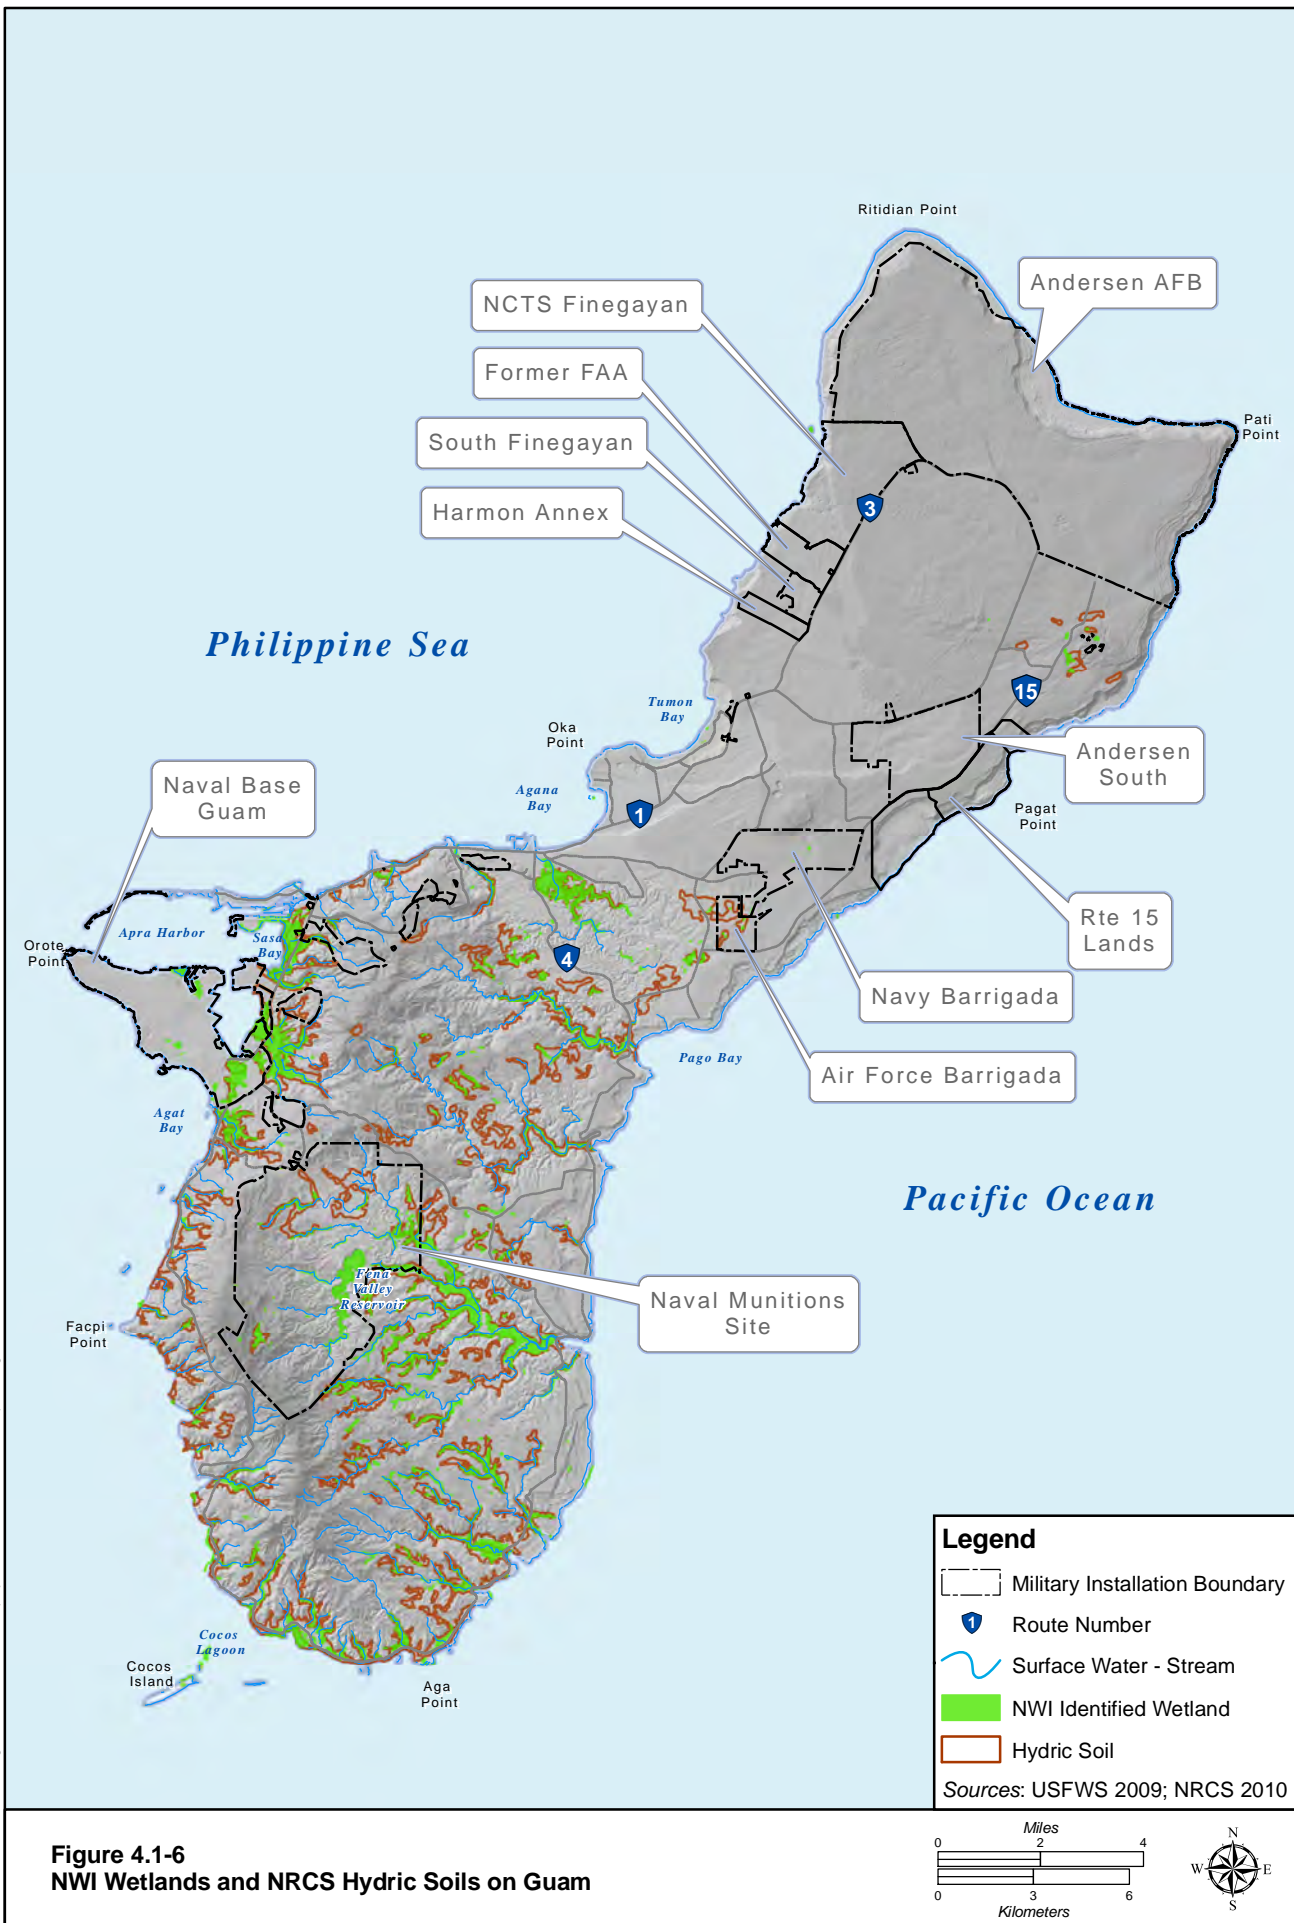 Ritidian Point
Andersen AFB
NCTS Finegayan
Former FAA
Pati
Point
South Finegayan
Harmon Annex
3
Philippine Sea
15
Tumon
Bay
Oka
Point
Andersen
South
Naval Base
Guam
Agana
Bay
1
Pagat
Point
Rte 15
Lands
Apra Harbor
Sasa
Bay
Orote
Point
4
Navy Barrigada
Pago Bay
Air Force Barrigada
Agat
Bay
Pacific Ocean
Fena
Valley
Reservoir
Naval Munitions
Site
Facpi
Point
Cocos
Lagoon
Cocos
Island
Aga
Point
Legend
Military Installation Boundary
1 Route Number
Surface Water - Stream
NWI Identified Wetland
Hydric Soil
Sources: USFWS 2009; NRCS 2010
Figure 4.1-6
NWI Wetlands and NRCS Hydric Soils on Guam
Miles
0 2 4
0 3 6
Kilometers
N
W E
S